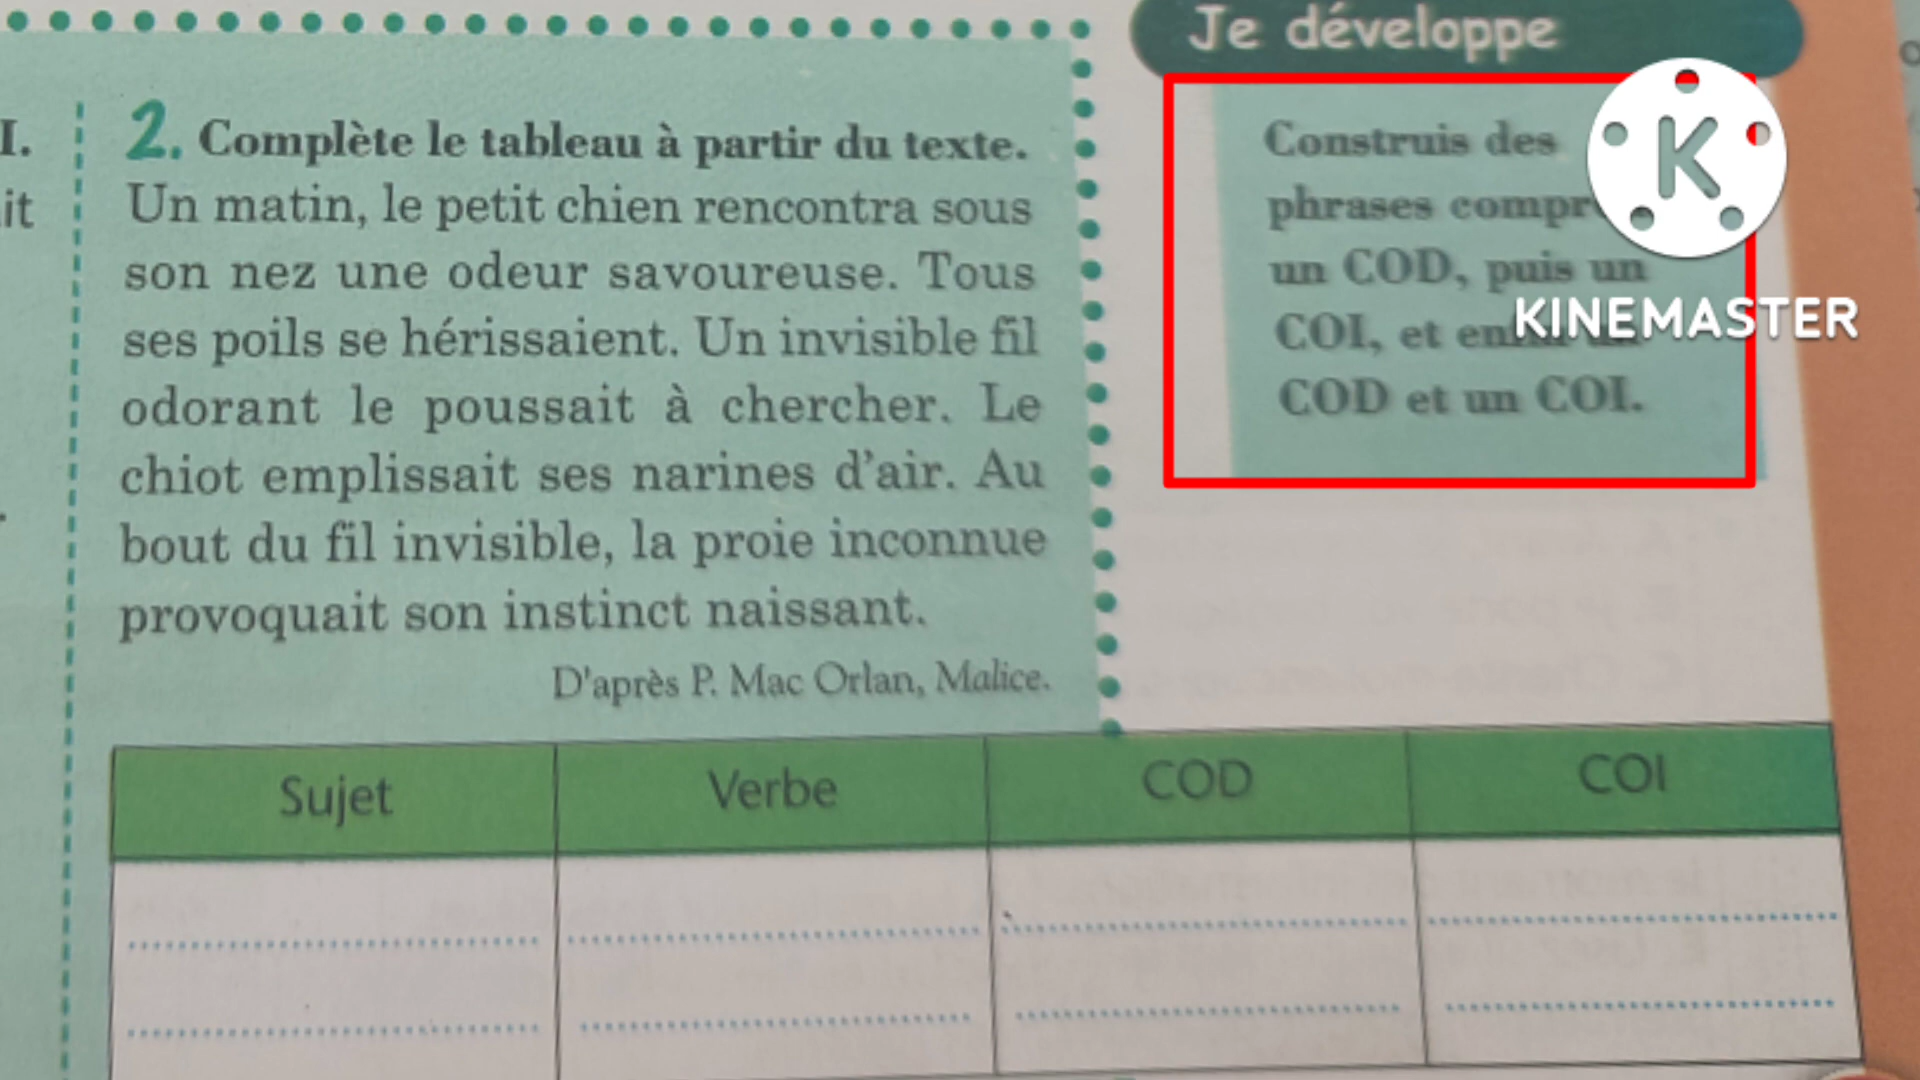 I.
it
2. Complète le tableau à partir du texte.
Un matin, le petit chien rencontra sous
son nez une odeur savoureuse. Tous
ses poils se hérissaient. Un invisible fil
odorant le poussait à chercher. Le
chiot emplissait ses narines d'air. Au
bout du fil invisible, la proie inconnue
provoquait son instinct naissant.
D'après P. Mac Orlan, Malice.
Je développe
Construis des
phrases
un COD, puis un
COI, et
COD et un COI.
K
KINEMASTER
Sujet Verbe COD COI